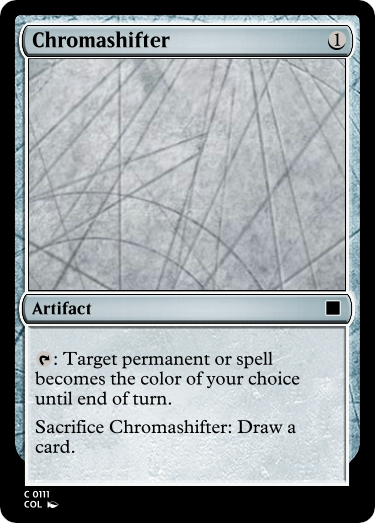 Chromashifter 1
Artifact
: Target permanent or spell
becomes the color of your choice
until end of turn.
Sacrifice Chromashifter: Draw a
card.
C 0111
COL